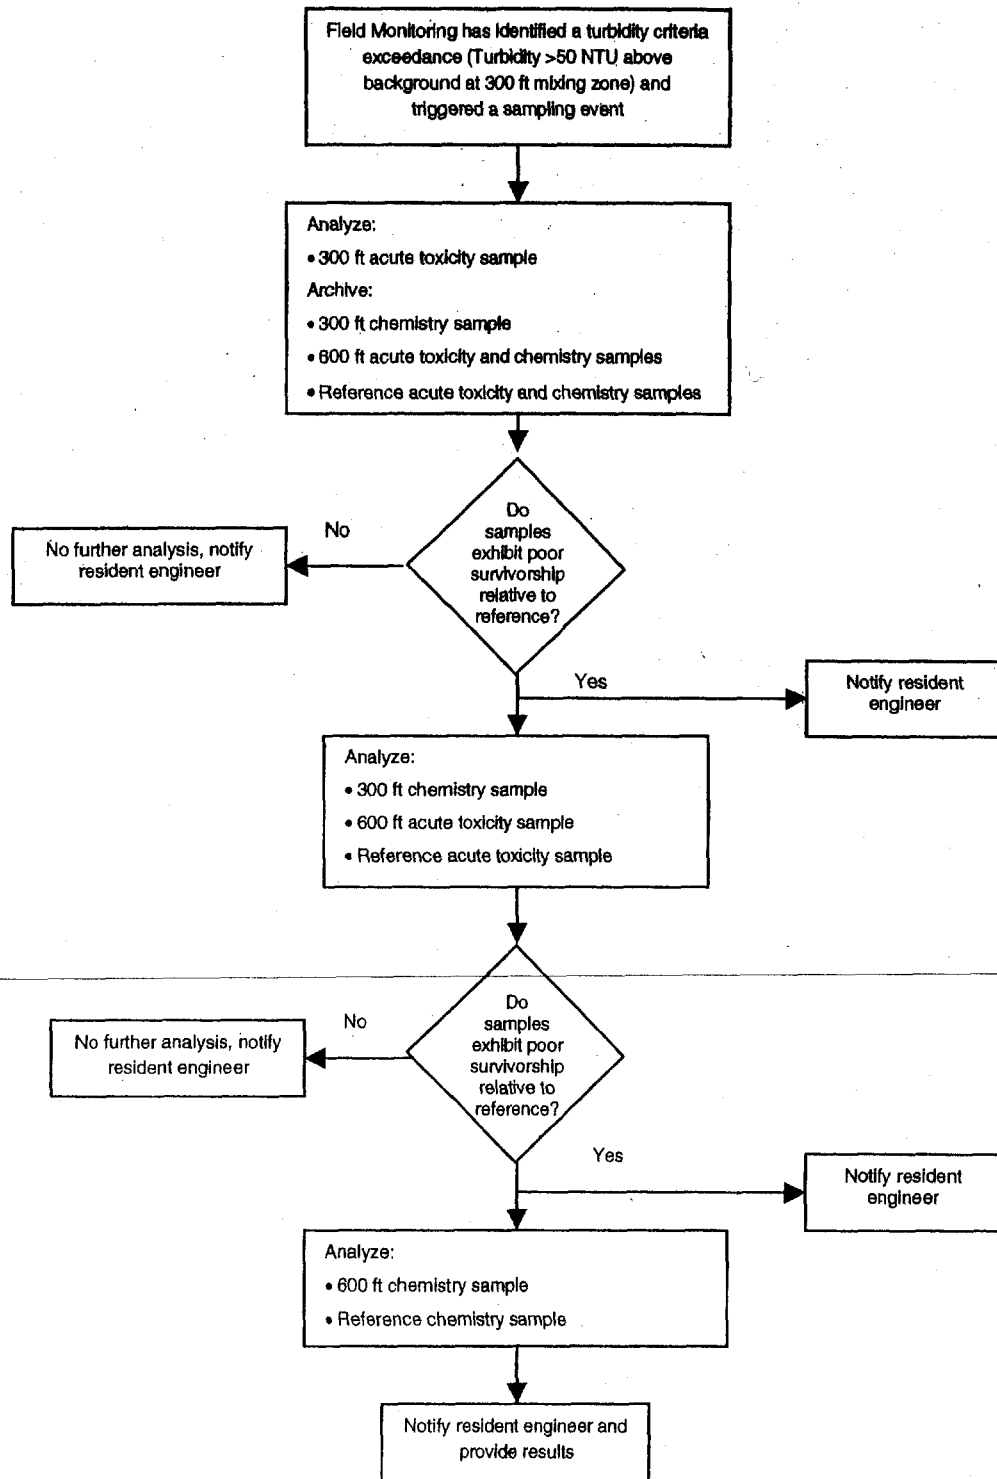 Field Monitoring has identified a turbidity criteria
exceedance (Turbidity >50 NTU above
background at 300 ft mixing zone) and
triggered a sampling event
Analyze:
• 300 ft acute toxicity sample
Archive:
• 300 ft chemistry sample
• 600 ft acute toxicity and chemistry samples
• Reference acute toxicity and chemistry samples
Do
samples
exhibit poor
survivorship
relative to
reference?
No
No further analysis, notify
resident engineer
Yes
Notify resident
engineer
Analyze:
• 300 ft chemistry sample
• 600 ft acute toxicity sample
• Reference acute toxicity sample
Do
samples
exhibit poor
survivorship
relative to
reference?
No
No further analysis, notify
resident engineer
Yes
Notify resident
engineer
Analyze:
• 600 ft chemistry sample
• Reference chemistry sample
Notify resident engineer and
provide results